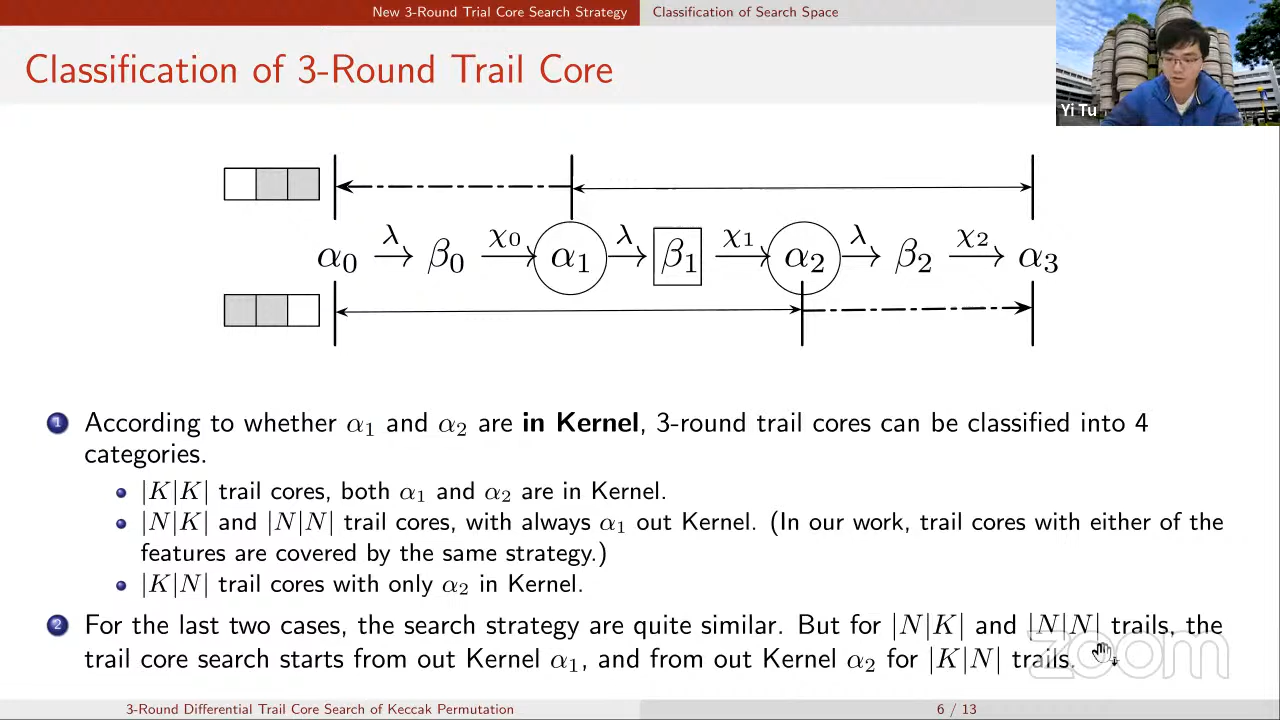 New 3-Round Trial Core Search Strategy Classification of Search Space
Classification of 3-Round Trail Core
Yi Tu
α0 λ→ β0 χ0→ α1 λ→ β1 χ1→ α2 λ→ β2 χ2→ α3
1 According to whether α1 and α2 are in Kernel, 3-round trail cores can be classified into 4
categories.
• |K|K| trail cores, both α1 and α2 are in Kernel.
• |N|K| and |N|N| trail cores, with always α1 out Kernel. (In our work, trail cores with either of the
features are covered by the same strategy.)
• |K|N| trail cores with only α2 in Kernel.
2 For the last two cases, the search strategy are quite similar. But for |N|K| and |N|N| trails, the
trail core search starts from out Kernel α1, and from out Kernel α2 for |K|N| trails.
zoom
3-Round Differential Trail Core Search of Keccak Permutation 6 / 13